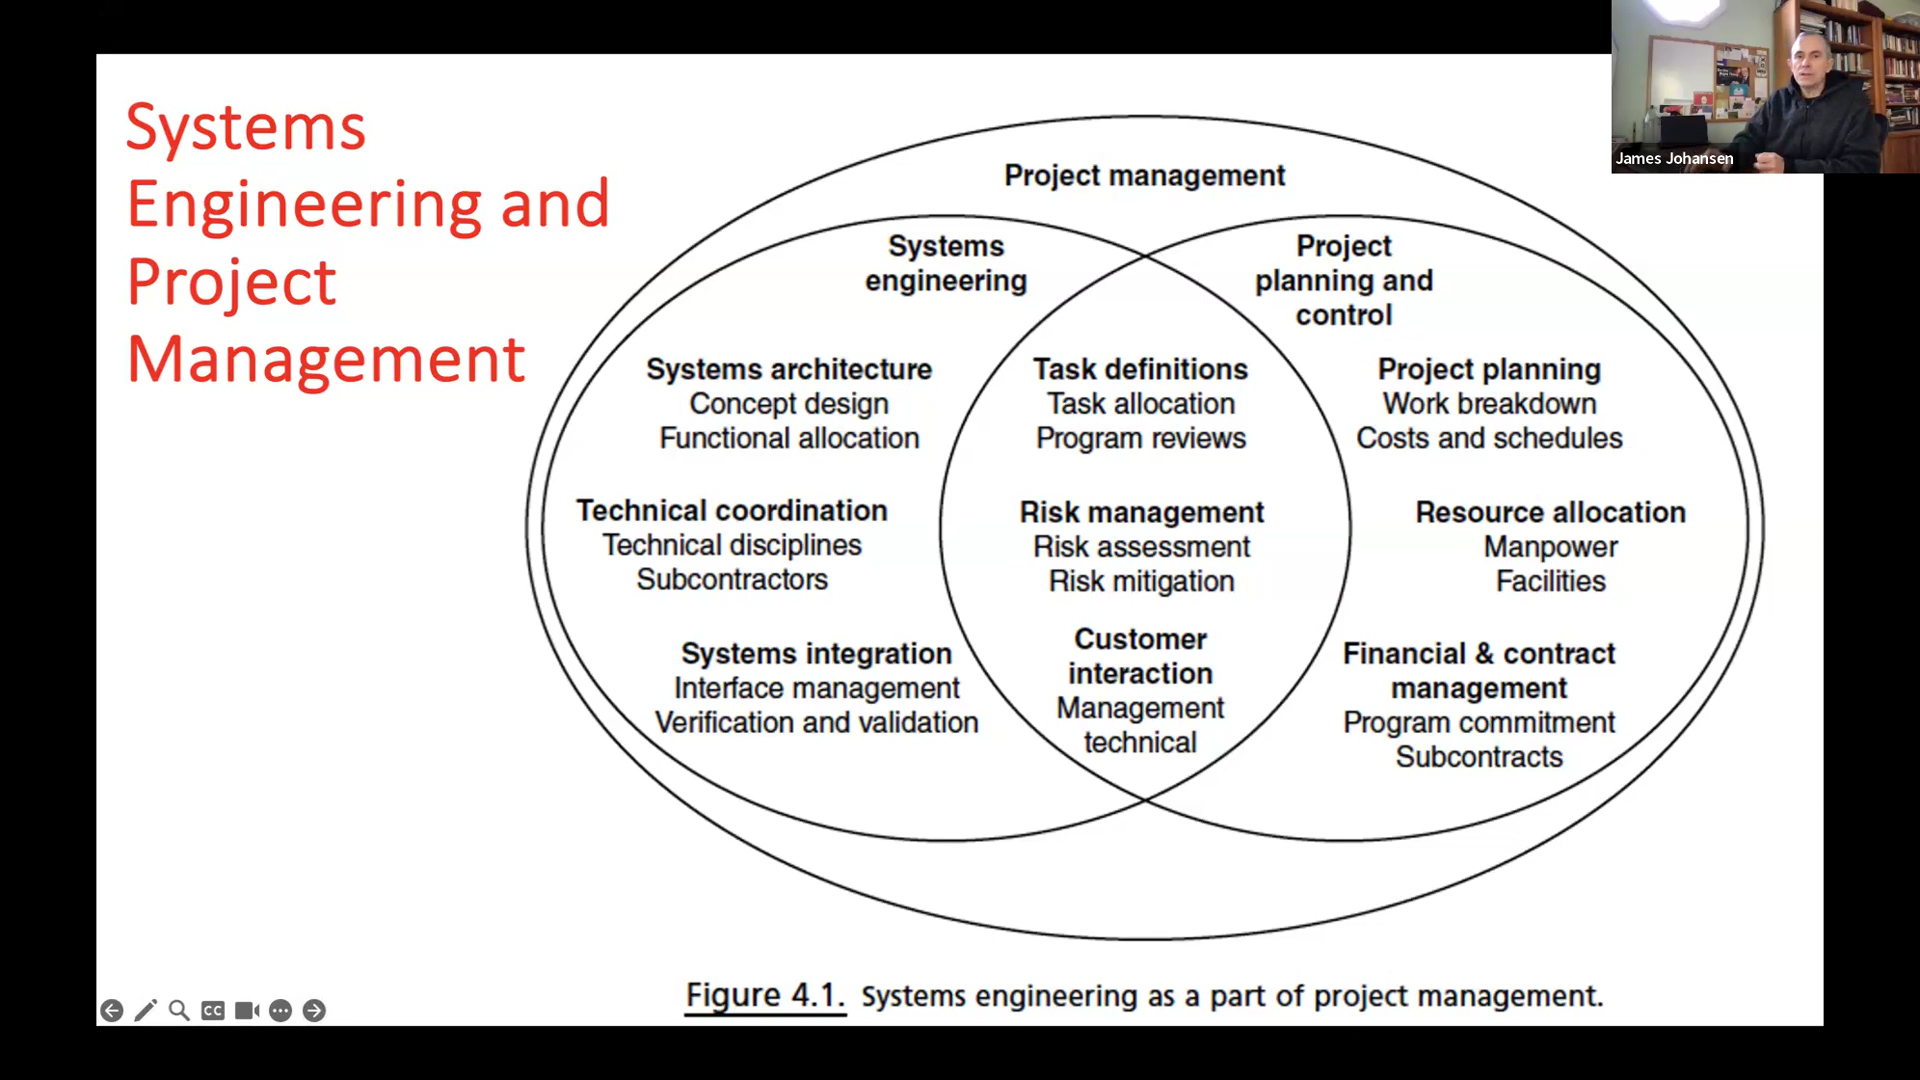 Systems
Engineering and
Project
Management
James Johansen
Project management
Systems
engineering
Project
planning and
control
Systems architecture
Concept design
Functional allocation
Task definitions
Task allocation
Program reviews
Project planning
Work breakdown
Costs and schedules
Technical coordination
Technical disciplines
Subcontractors
Risk management
Risk assessment
Risk mitigation
Resource allocation
Manpower
Facilities
Systems integration
Interface management
Verification and validation
Customer
interaction
Management
technical
Financial & contract
management
Program commitment
Subcontracts
CC
Figure 4.1. Systems engineering as a part of project management.